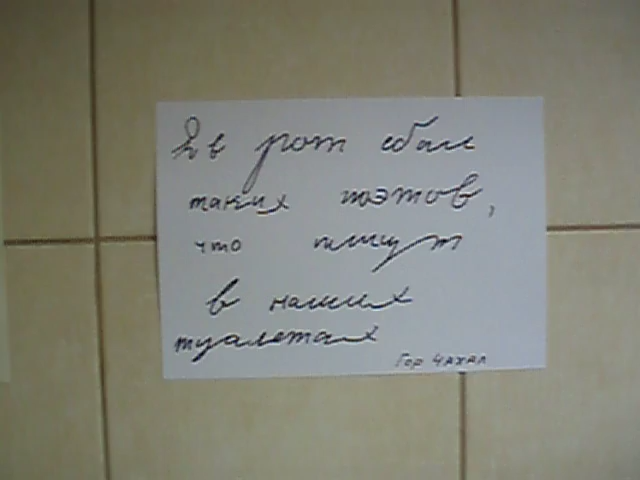 Я в рот ебал
таких поэтов,
что пишут
в наших
туалетах
Гор Чахал